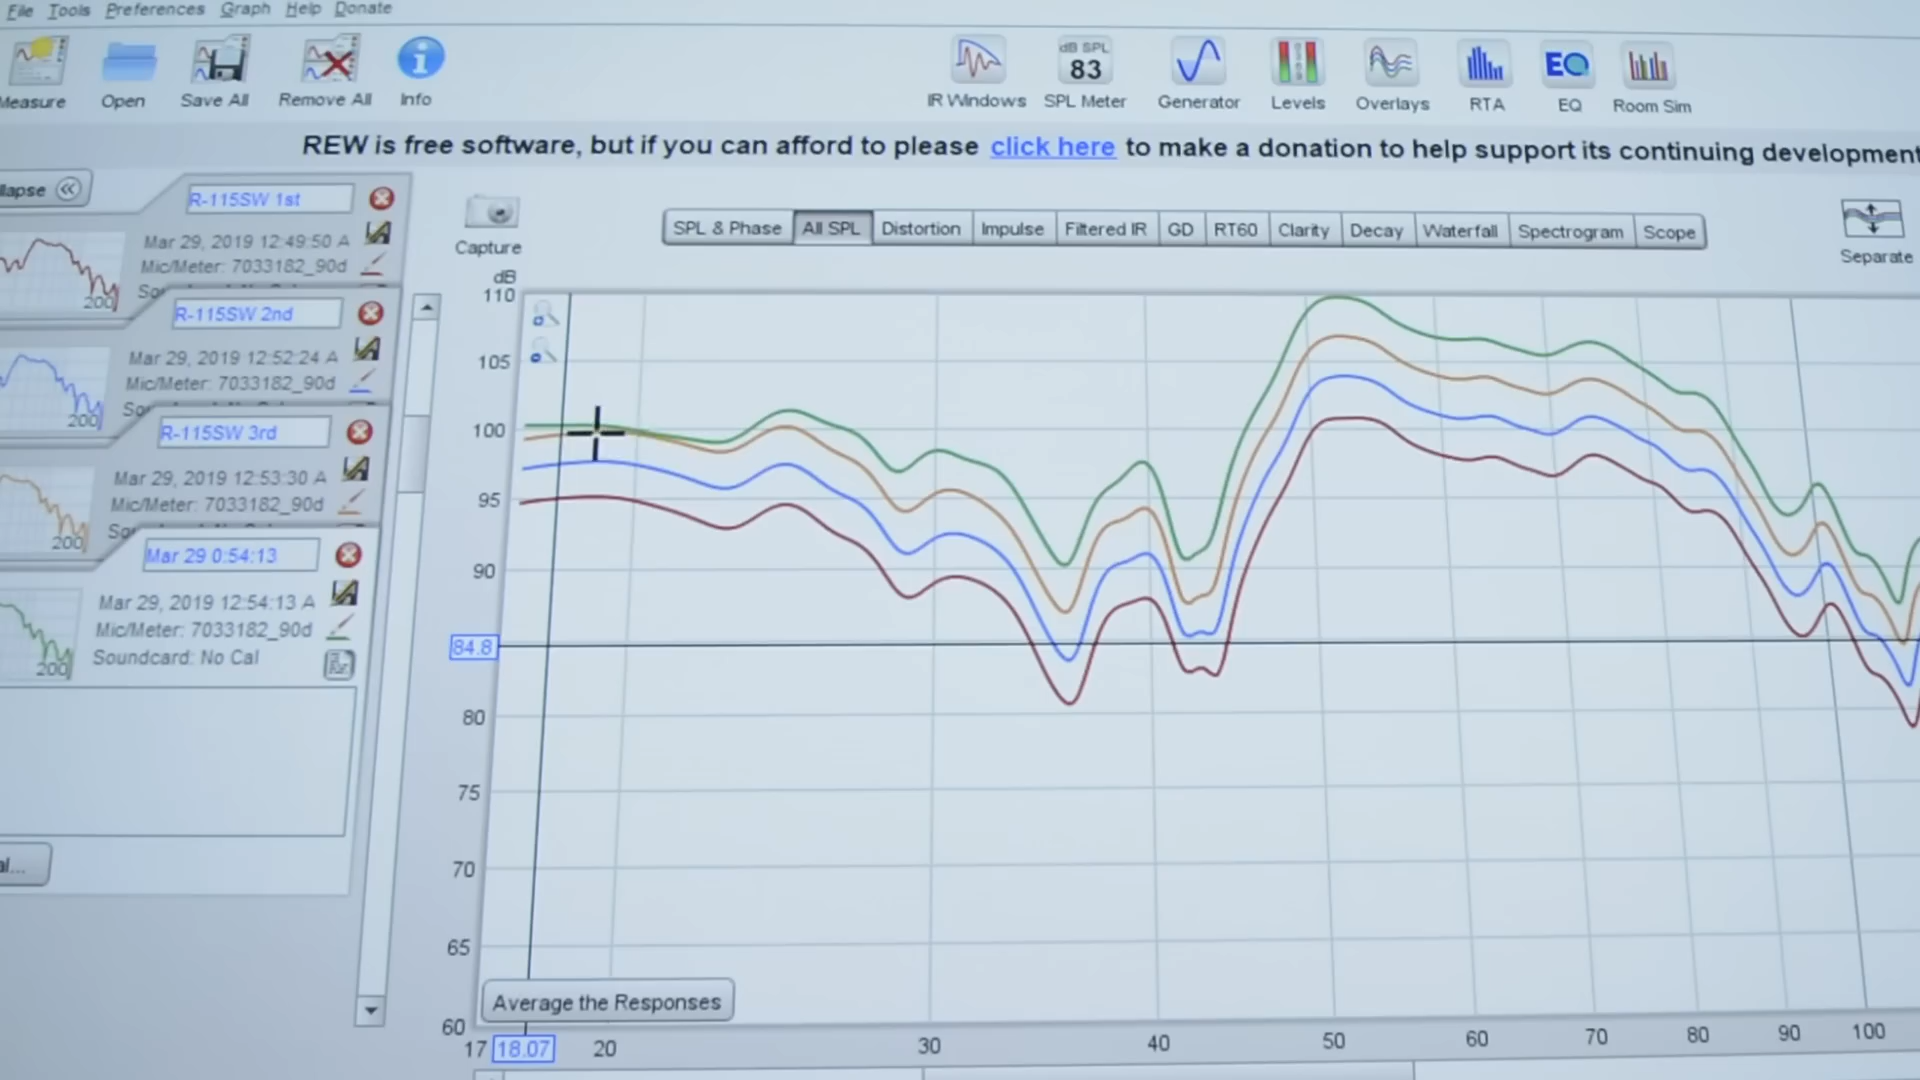 File Tools Preferences Graph Help Donate
Measure Open Save All Remove All Info
IR Windows
dB SPL
83
SPL Meter
Generator Levels Overlays RTA
EQ
EQ
Room Sim
REW is free software, but if you can afford to please click here to make a donation to help support its continuing development
R-115SW 1st
Mar 29, 2019 12:49:50 A
Mic/Meter: 7033182_90d
200
R-115SW 2nd
Mar 29, 2019 12:52:24 A
Mic/Meter: 7033182_90d
200
R-115SW 3rd
Mar 29, 2019 12:53:30 A
Mic/Meter: 7033182_90d
200
Mar 29 0:54:13
Mar 29, 2019 12:54:13 A
Mic/Meter: 7033182_90d
Soundcard: No Cal
200
Capture
SPL & Phase All SPL Distortion Impulse Filtered IR GD RT60 Clarity Decay Waterfall Spectrogram Scope
Separate
dB
110
105
100
95
90
84.8
80
75
70
65
60
Average the Responses
17 18.07 20 30 40 50 60 70 80 90 100